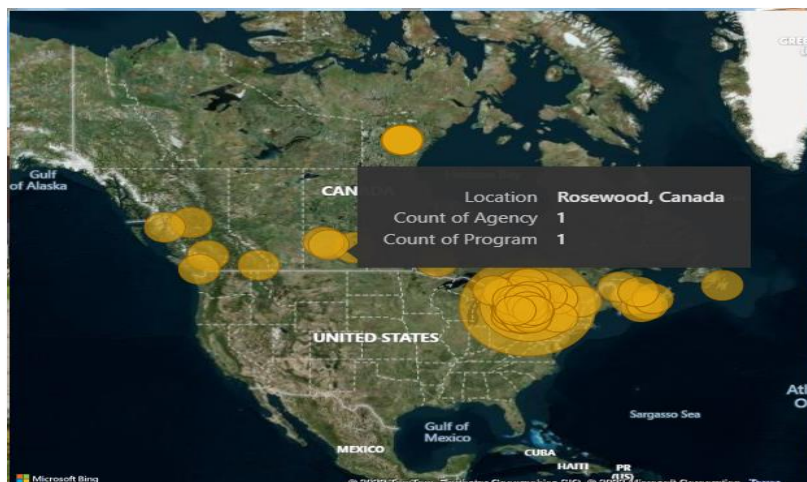 Gulf
of Alaska
Location Rosewood, Canada
Count of Agency 1
Count of Program 1
UNITED STATES
Sargasso Sea
Gulf of
Mexico
MEXICO
CUBA
HAITI
PR
(US)
Microsoft Bing